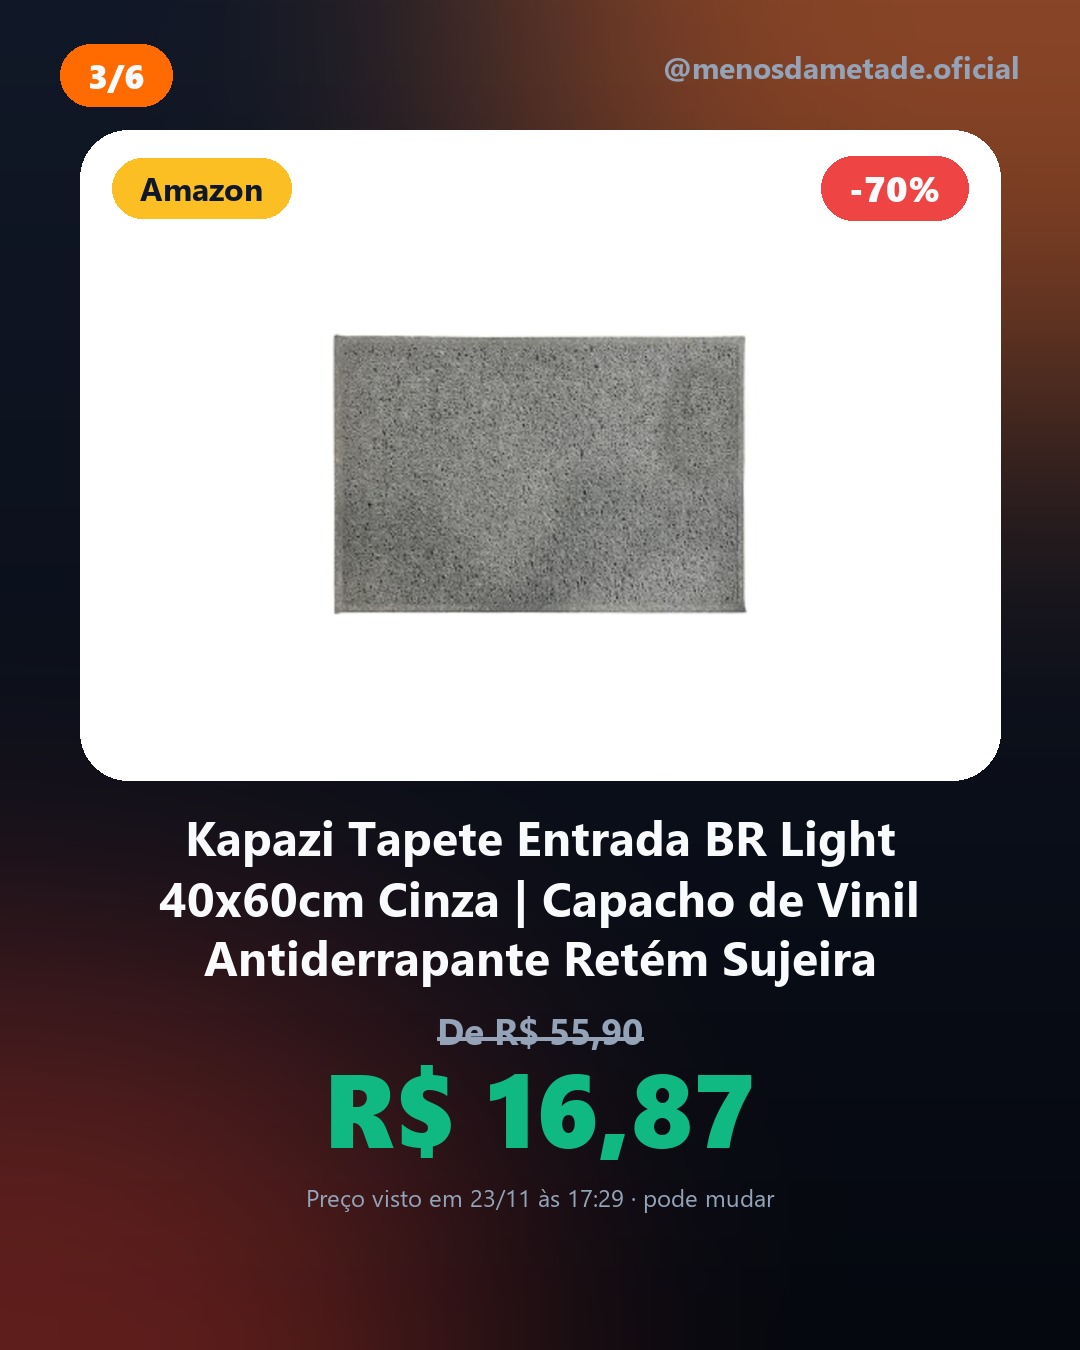 3/6
@menosdametade.oficial
Amazon
-70%
Kapazi Tapete Entrada BR Light
40x60cm Cinza | Capacho de Vinil
Antiderrapante Retém Sujeira
De R$ 55,90
R$ 16,87
Preço visto em 23/11 às 17:29 · pode mudar